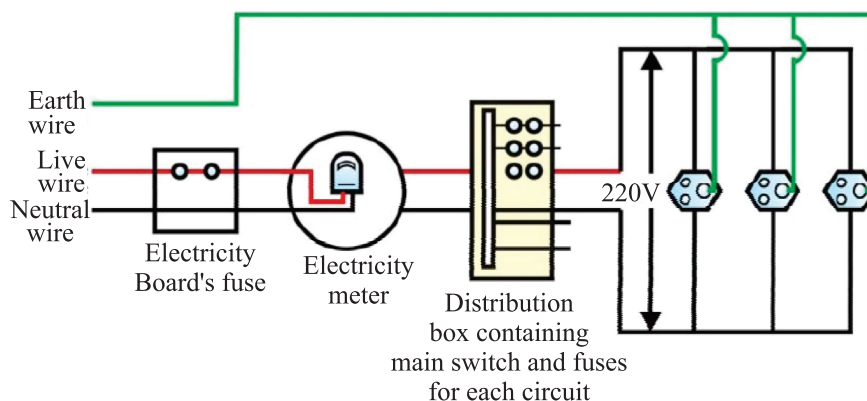 Earth
wire
Live
wire
Neutral
wire
Electricity
Board's fuse
Electricity
meter
Distribution
box containing
main switch and fuses
for each circuit
220V